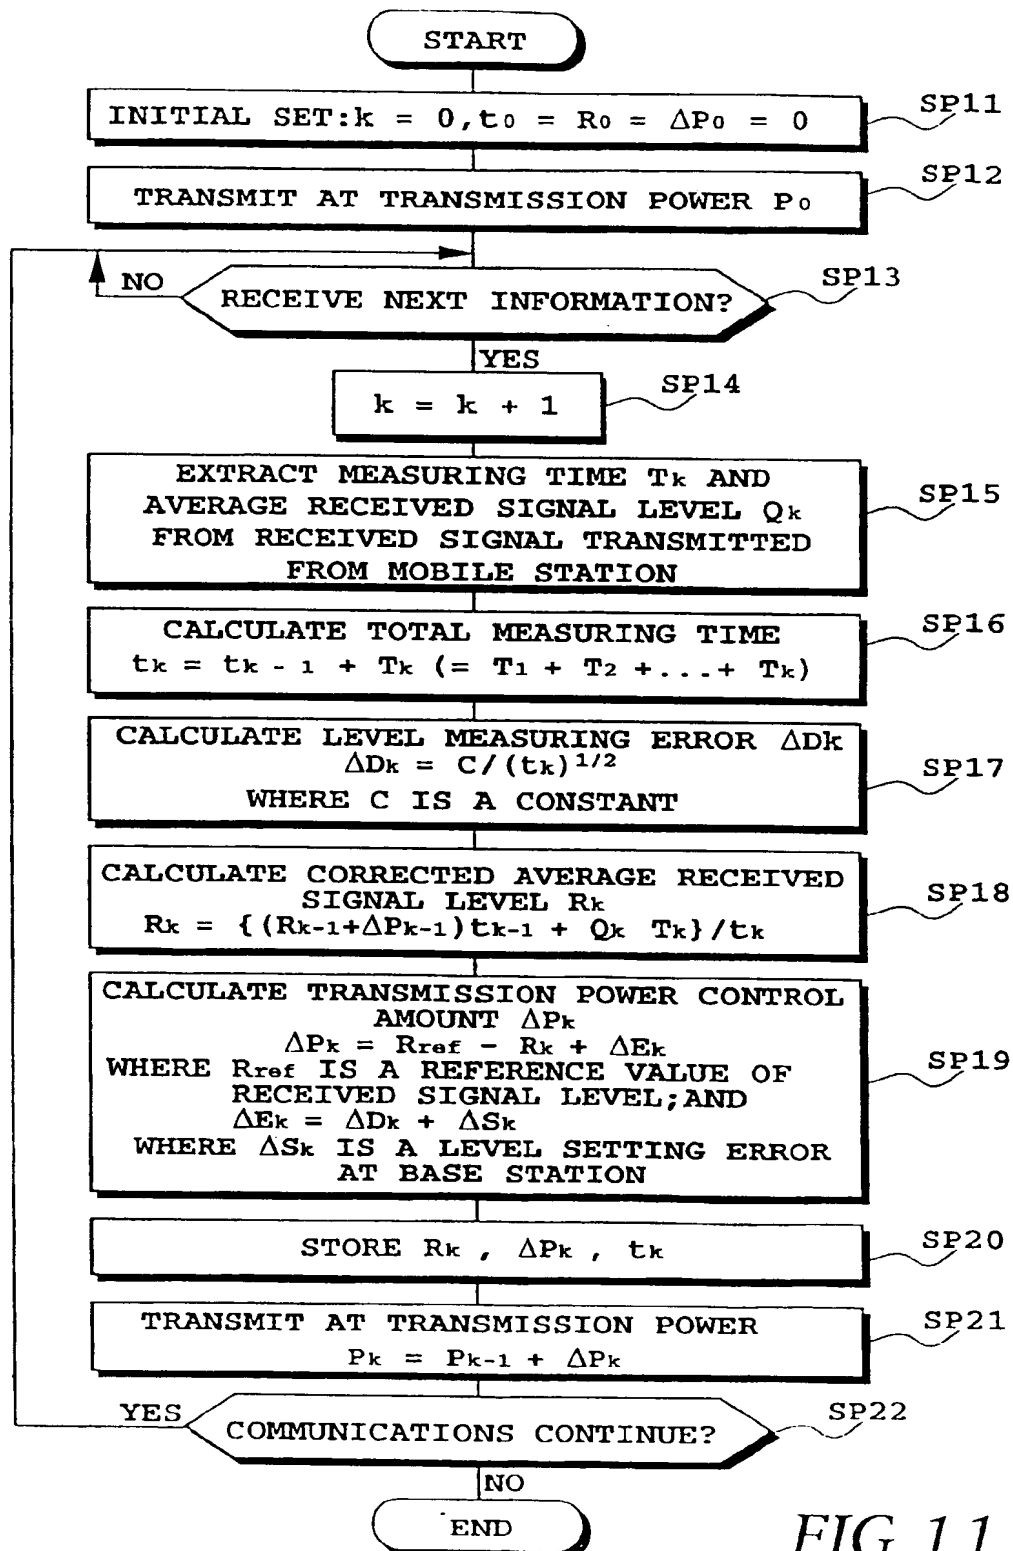 START
INITIAL SET:k = 0,t0 = R0 = ΔP0 = 0
SP11
TRANSMIT AT TRANSMISSION POWER P0
SP12
NO
RECEIVE NEXT INFORMATION?
SP13
YES
k = k + 1
SP14
EXTRACT MEASURING TIME Tk AND
AVERAGE RECEIVED SIGNAL LEVEL Qk
FROM RECEIVED SIGNAL TRANSMITTED
FROM MOBILE STATION
SP15
CALCULATE TOTAL MEASURING TIME
tk = tk - 1 + Tk (= T1 + T2 +...+ Tk)
SP16
CALCULATE LEVEL MEASURING ERROR ΔDk
ΔDk = C/(tk)1/2
WHERE C IS A CONSTANT
SP17
CALCULATE CORRECTED AVERAGE RECEIVED
SIGNAL LEVEL Rk
Rk = {(Rk-1+ΔPk-1)tk-1 + Qk Tk}/tk
SP18
CALCULATE TRANSMISSION POWER CONTROL
AMOUNT ΔPk
ΔPk = Rref - Rk + ΔEk
WHERE Rref IS A REFERENCE VALUE OF
RECEIVED SIGNAL LEVEL;AND
ΔEk = ΔDk + ΔSk
WHERE ΔSk IS A LEVEL SETTING ERROR
AT BASE STATION
SP19
STORE Rk , ΔPk , tk
SP20
TRANSMIT AT TRANSMISSION POWER
Pk = Pk-1 + ΔPk
SP21
YES
COMMUNICATIONS CONTINUE?
SP22
NO
END
FIG. 11